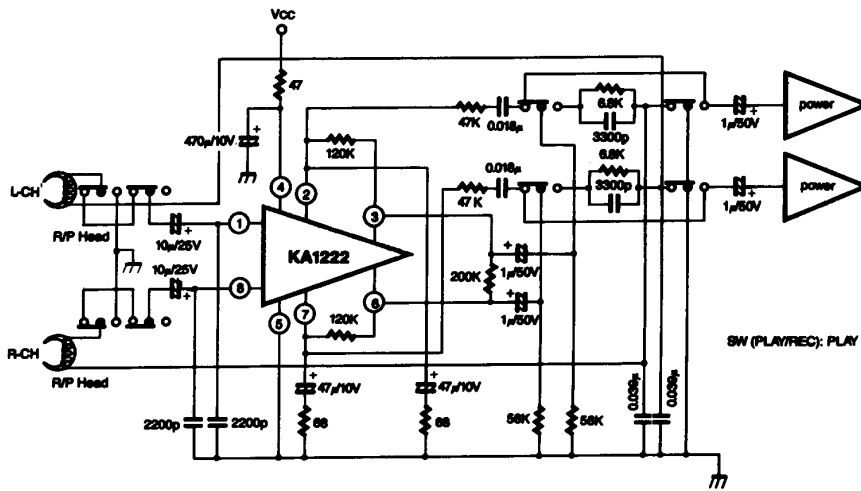 Vcc
47
470μ/10V
120K
47K
0.018μ
6.8K
3300p
1μ/50V
power
L-CH
R/P Head
10μ/25V
4
2
1
3
KA1222
6.8K
0.018μ
47 K
3300p
1μ/50V
power
10μ/25V
8
6
5
7
120K
200K
1μ/50V
1μ/50V
SW (PLAY/REC): PLAY
R-CH
R/P Head
2200p
2200p
47μ/10V
68
47μ/10V
68
56K
56K
0.039μ
0.039μ